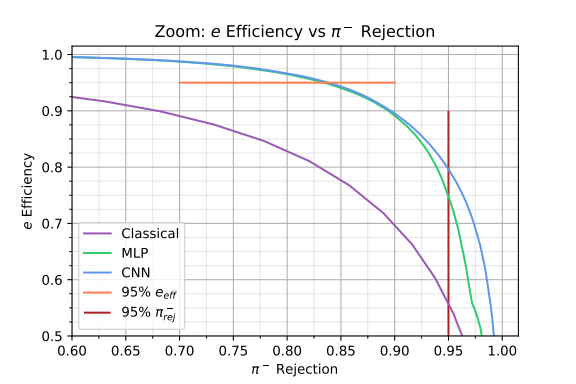 Zoom: e Efficiency vs π⁻ Rejection
1.0
0.9
0.8
0.7
0.6
0.5
e Efficiency
Classical
MLP
CNN
95% e_eff
95% π⁻_rej
0.60 0.65 0.70 0.75 0.80 0.85 0.90 0.95 1.00
π⁻ Rejection